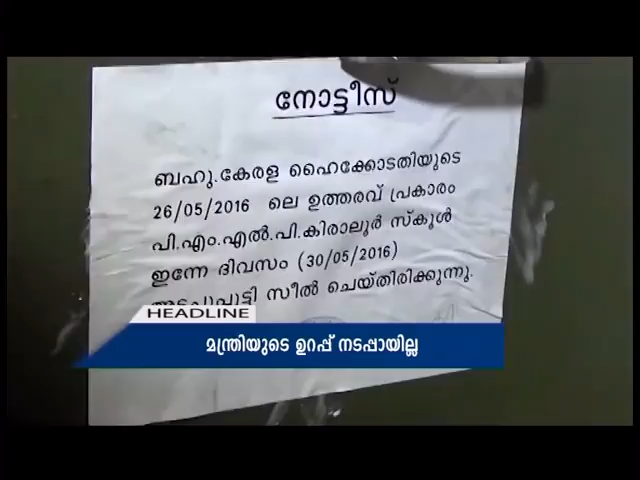 നോട്ടീസ്
ബഹു.കേരള ഹൈക്കോടതിയുടെ
26/05/2016 ലെ ഉത്തരവ് പ്രകാരം
പി.എം.എൽ.പി.കിരാലൂർ സ്കൂൾ
ഇന്നേ ദിവസം (30/05/2016)
അടച്ചുപൂട്ടി സീൽ ചെയ്തിരിക്കുന്നു.
HEADLINE
മന്ത്രിയുടെ ഉറപ്പ് നടപ്പായില്ല